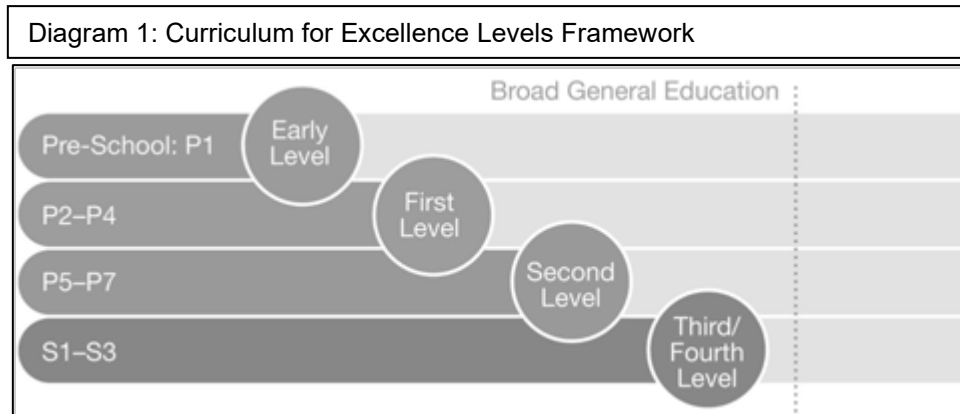 Diagram 1: Curriculum for Excellence Levels Framework
Broad General Education
Pre-School: P1
Early
Level
P2–P4
First
Level
P5–P7
Second
Level
S1–S3
Third/
Fourth
Level